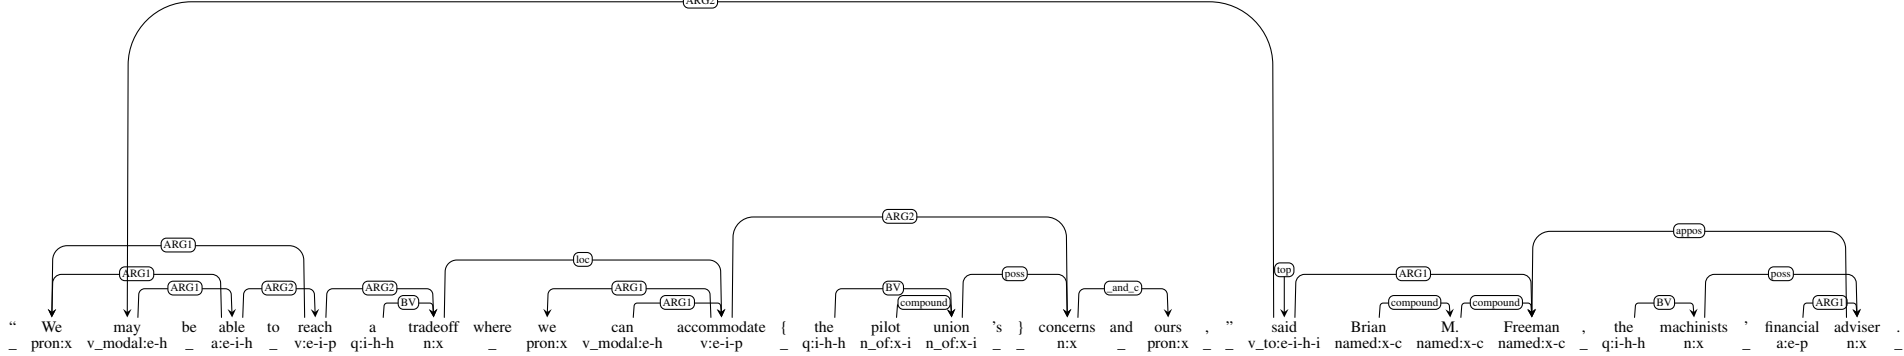 ARG2
ARG2
ARG1 appos
loc
ARG1 top ARG1 poss poss
ARG1 ARG2 ARG2 ARG1 BV _and_c
BV ARG1 compound compound compound BV ARG1
“ We may be able to reach a tradeoff where we can accommodate { the pilot union 's } concerns and ours , ” said Brian M. Freeman , the machinists ' financial adviser .
_ pron:x v_modal:e-h _ a:e-i-h _ v:e-i-p q:i-h-h n:x _ pron:x v_modal:e-h v:e-i-p _ q:i-h-h n_of:x-i n_of:x-i _ _ n:x _ pron:x _ _ v_to:e-i-h-i named:x-c named:x-c named:x-c _ q:i-h-h n:x _ a:e-p n:x _